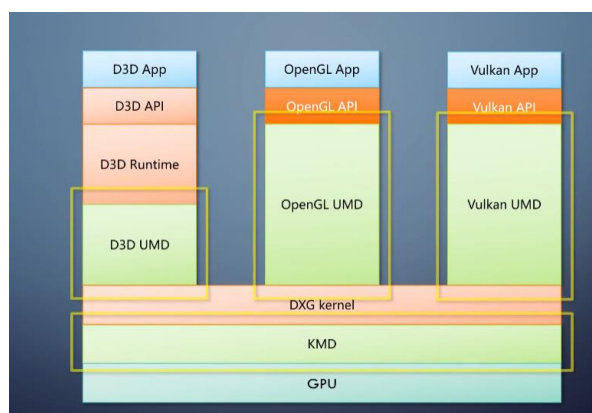 D3D App
OpenGL App
Vulkan App
D3D API
OpenGL API
Vulkan API
D3D Runtime
OpenGL UMD
Vulkan UMD
D3D UMD
DXG kernel
KMD
GPU